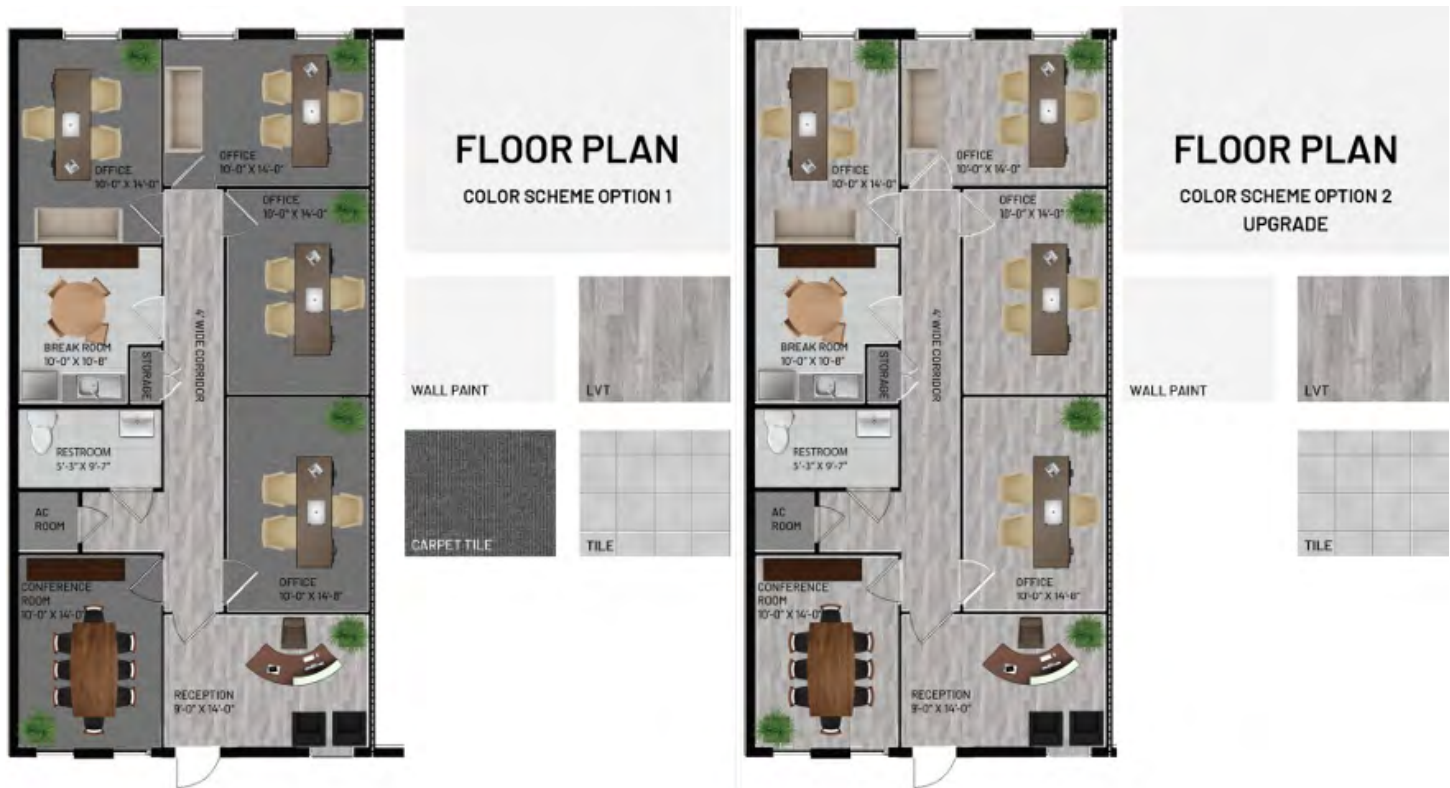 OFFICE
10'-0" X 14'-0"
OFFICE
10'-0" X 14'-0"
OFFICE
10'-0" X 14'-0"
BREAK ROOM
10'-0" X 10'-8"
STORAGE
4' WIDE CORRIDOR
RESTROOM
5'-3" X 9'-7"
AC
ROOM
CONFERENCE
ROOM
10'-0" X 14'-0"
OFFICE
10'-0" X 14'-8"
RECEPTION
9'-0" X 14'-0"
FLOOR PLAN
COLOR SCHEME OPTION 1
WALL PAINT
LVT
CARPET TILE
TILE
OFFICE
10'-0" X 14'-0"
OFFICE
10'-0" X 14'-0"
OFFICE
10'-0" X 14'-0"
BREAK ROOM
10'-0" X 10'-8"
STORAGE
4' WIDE CORRIDOR
RESTROOM
5'-3" X 9'-7"
AC
ROOM
CONFERENCE
ROOM
10'-0" X 14'-0"
OFFICE
10'-0" X 14'-8"
RECEPTION
9'-0" X 14'-0"
FLOOR PLAN
COLOR SCHEME OPTION 2
UPGRADE
WALL PAINT
LVT
TILE